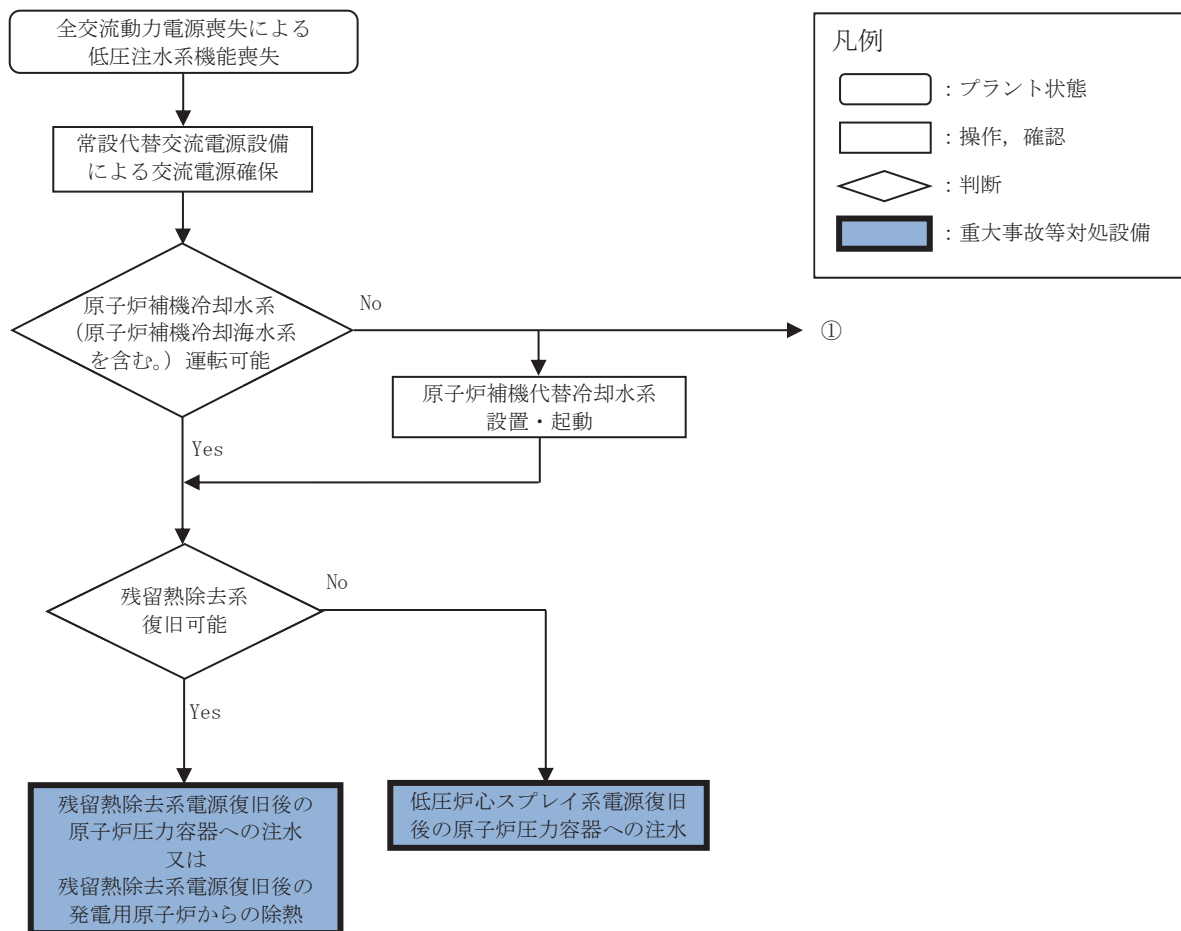 全交流動力電源喪失による
低圧注水系機能喪失
常設代替交流電源設備
による交流電源確保
原子炉補機冷却水系
（原子炉補機冷却海水系
を含む。）運転可能
No
①
原子炉補機代替冷却水系
設置・起動
Yes
残留熱除去系
復旧可能
No
Yes
残留熱除去系電源復旧後の
原子炉圧力容器への注水
又は
残留熱除去系電源復旧後の
発電用原子炉からの除熱
低圧炉心スプレイ系電源復旧
後の原子炉圧力容器への注水
凡例
：プラント状態
：操作，確認
：判断
：重大事故等対処設備